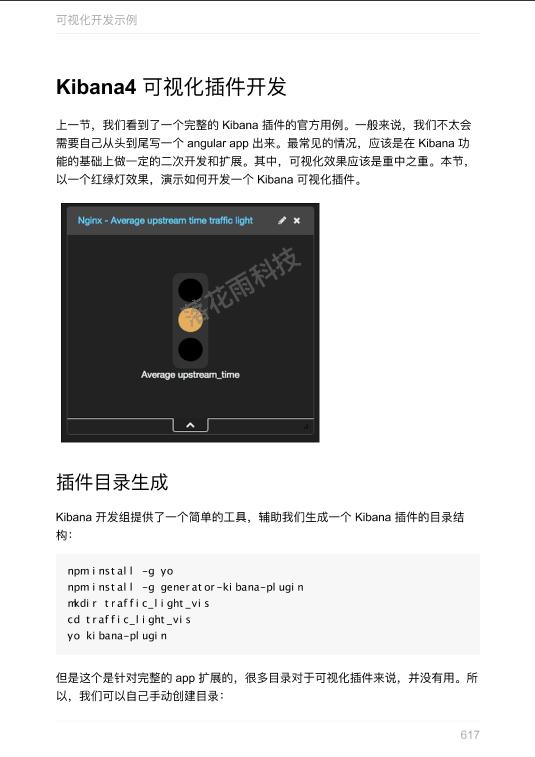 可视化开发示例
Kibana4 可视化插件开发
上一节，我们看到了一个完整的 Kibana 插件的官方用例。一般来说，我们不太会
需要自己从头到尾写一个 angular app 出来。最常见的情况，应该是在 Kibana 功
能的基础上做一定的二次开发和扩展。其中，可视化效果应该是重中之重。本节，
以一个红绿灯效果，演示如何开发一个 Kibana 可视化插件。
Nginx - Average upstream time traffic light
落花雨科技
Average upstream_time
插件目录生成
Kibana 开发组提供了一个简单的工具，辅助我们生成一个 Kibana 插件的目录结
构：
npm install -g yo
npm install -g generator-kibana-plugin
mkdir traffic_light_vis
cd traffic_light_vis
yo kibana-plugin
但是这个是针对完整的 app 扩展的，很多目录对于可视化插件来说，并没有用。所
以，我们可以自己手动创建目录：
617